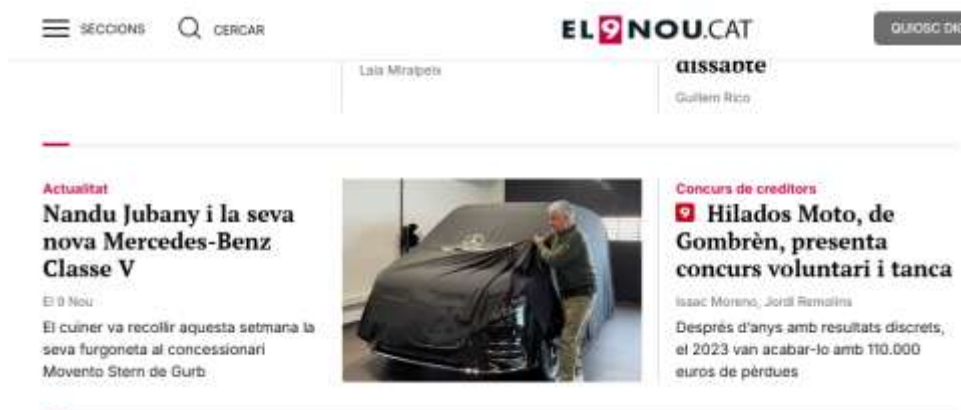 SECCIONS
CERCAR
EL9NOU.CAT
QUIOSC DI
Laia Miralpeix
dissabte
Guillem Rico
Actualitat
Nandu Jubany i la seva
nova Mercedes-Benz
Classe V
El 9 Nou
El cuiner va recollir aquesta setmana la
seva furgoneta al concessionari
Movento Stern de Gurb
Concurs de creditors
9 Hilados Moto, de
Gombrèn, presenta
concurs voluntari i tanca
Isaac Moreno, Jordi Remolins
Després d'anys amb resultats discrets,
el 2023 van acabar-lo amb 110.000
euros de pèrdues